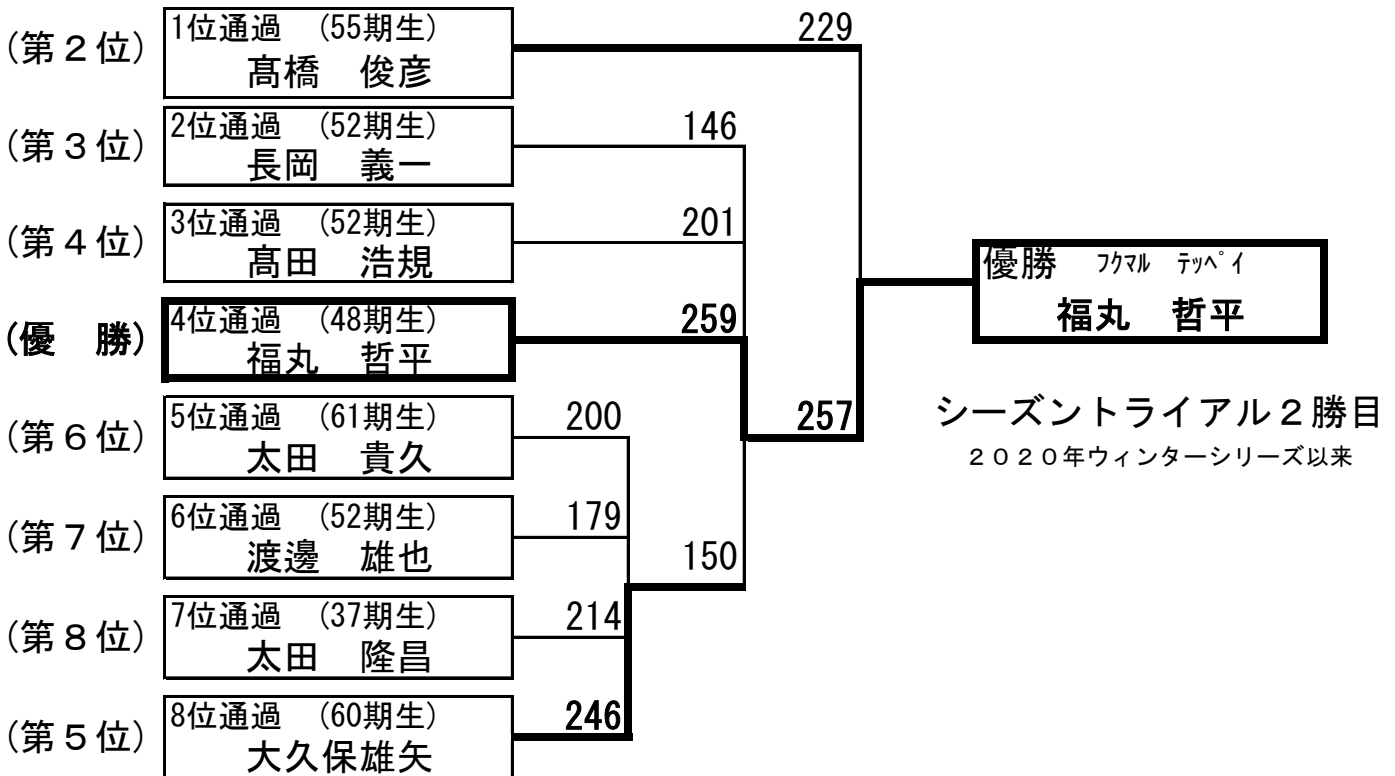 (第２位)
1位通過　(55期生)
髙橋　俊彦
229
(第３位)
2位通過　(52期生)
長岡　義一
146
(第４位)
3位通過　(52期生)
髙田　浩規
201
(優　勝)
4位通過　(48期生)
福丸　哲平
259
優勝　ﾌｸﾏﾙ　ﾃｯﾍﾟｲ
福丸　哲平
(第６位)
5位通過　(61期生)
太田　貴久
200
257
シーズントライアル２勝目
２０２０年ウィンターシリーズ以来
(第７位)
6位通過　(52期生)
渡邊　雄也
179
150
(第８位)
7位通過　(37期生)
太田　隆昌
214
(第５位)
8位通過　(60期生)
大久保雄矢
246